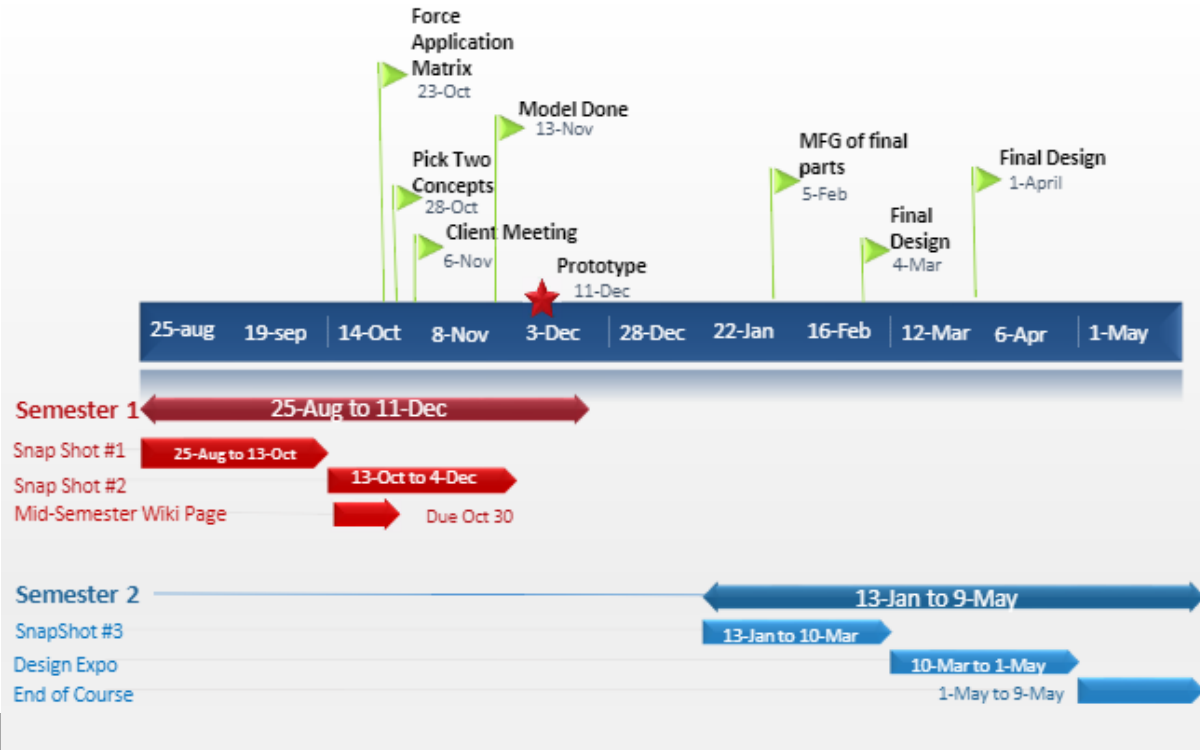 Force
Application
Matrix
23-Oct
Model Done
13-Nov
Pick Two
Concepts
28-Oct
Client Meeting
6-Nov
Prototype
11-Dec
MFG of final
parts
5-Feb
Final
Design
4-Mar
Final Design
1-April
25-aug 19-sep 14-Oct 8-Nov 3-Dec 28-Dec 22-Jan 16-Feb 12-Mar 6-Apr 1-May
Semester 1 25-Aug to 11-Dec
Snap Shot #1 25-Aug to 13-Oct
Snap Shot #2 13-Oct to 4-Dec
Mid-Semester Wiki Page Due Oct 30
Semester 2 13-Jan to 9-May
SnapShot #3 13-Jan to 10-Mar
Design Expo 10-Mar to 1-May
End of Course 1-May to 9-May